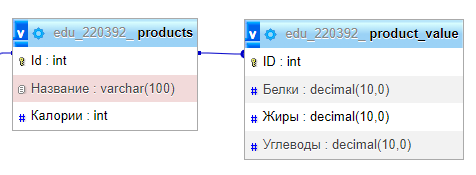 v edu_220392_ products
Id : int
Название : varchar(100)
# Калории : int
v edu_220392_ product_value
ID : int
# Белки : decimal(10,0)
# Жиры : decimal(10,0)
# Углеводы : decimal(10,0)